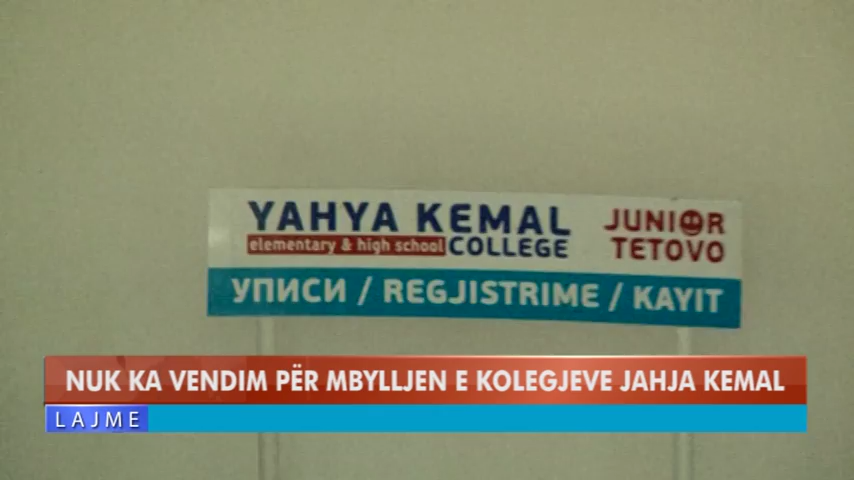 YAHYA KEMAL
elementary & high school COLLEGE
JUNIOR
TETOVO
УПИСИ / REGJISTRIME / KAYIT
NUK KA VENDIM PËR MBYLLJEN E KOLEGJEVE JAHJA KEMAL
LAJME